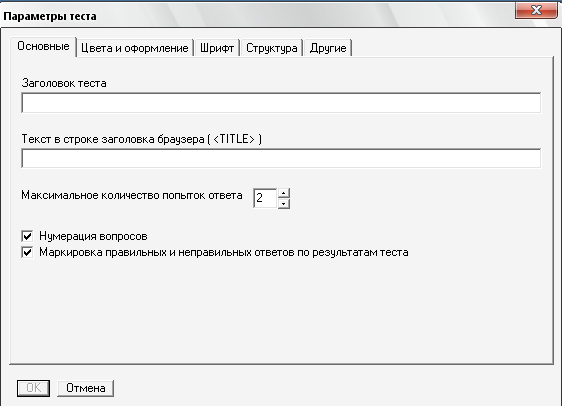 Параметры теста
Основные Цвета и оформление Шрифт Структура Другие
Заголовок теста
Текст в строке заголовка браузера ( <TITLE> )
Максимальное количество попыток ответа 2
Нумерация вопросов
Маркировка правильных и неправильных ответов по результатам теста
OK Отмена